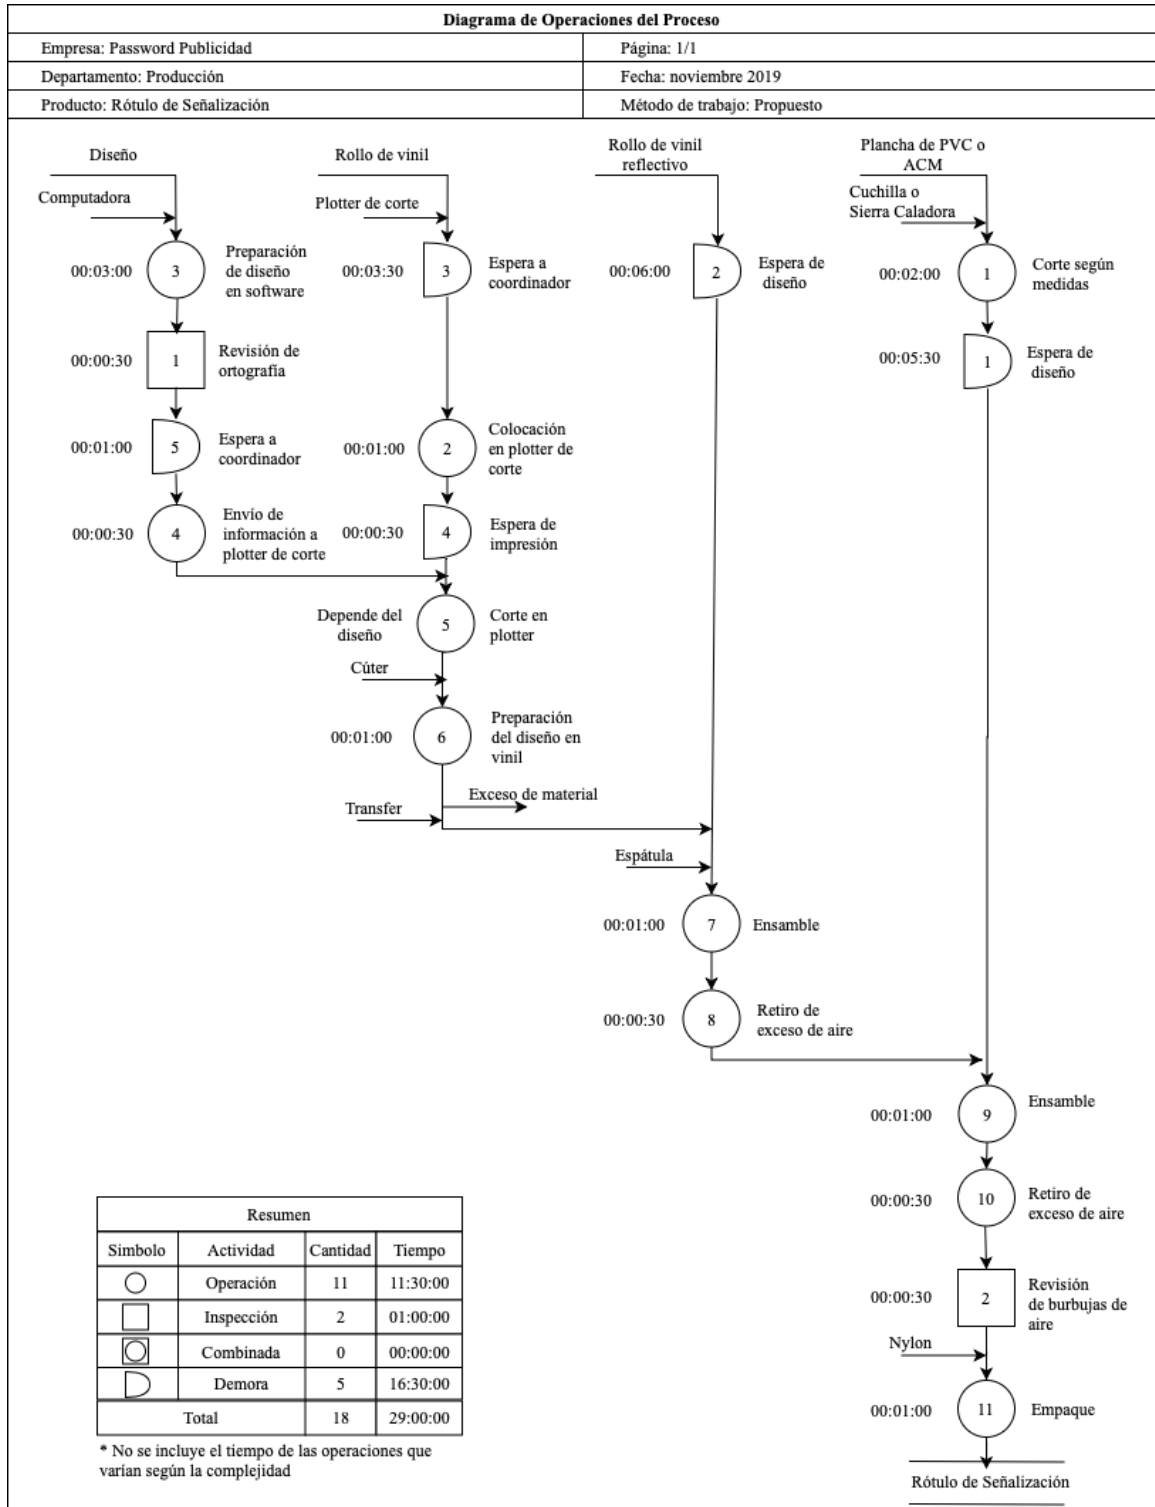 Diagrama de Operaciones del Proceso
Empresa: Password Publicidad
Página: 1/1
Departamento: Producción
Fecha: noviembre 2019
Producto: Rótulo de Señalización
Método de trabajo: Propuesto
Diseño
Computadora
00:03:00
3
Preparación
de diseño
en software
00:00:30
1
Revisión de
ortografía
00:01:00
5
Espera a
coordinador
00:00:30
4
Envío de
información a
plotter de corte
Rollo de vinil
Plotter de corte
00:03:30
3
Espera a
coordinador
00:01:00
2
Colocación
en plotter de
corte
00:00:30
4
Espera de
impresión
Depende del
diseño
5
Corte en
plotter
Cúter
00:01:00
6
Preparación
del diseño en
vinil
Exceso de material
Transfer
Rollo de vinil
reflectivo
00:06:00
2
Espera de
diseño
Espátula
00:01:00
7
Ensamble
00:00:30
8
Retiro de
exceso de aire
Plancha de PVC o
ACM
Cuchilla o
Sierra Caladora
00:02:00
1
Corte según
medidas
00:05:30
1
Espera de
diseño
00:01:00
9
Ensamble
00:00:30
10
Retiro de
exceso de aire
00:00:30
2
Revisión
de burbujas de
aire
Nylon
00:01:00
11
Empaque
Rótulo de Señalización
Resumen
Simbolo Actividad Cantidad Tiempo
Operación 11 11:30:00
Inspección 2 01:00:00
Combinada 0 00:00:00
Demora 5 16:30:00
Total 18 29:00:00
* No se incluye el tiempo de las operaciones que
varían según la complejidad